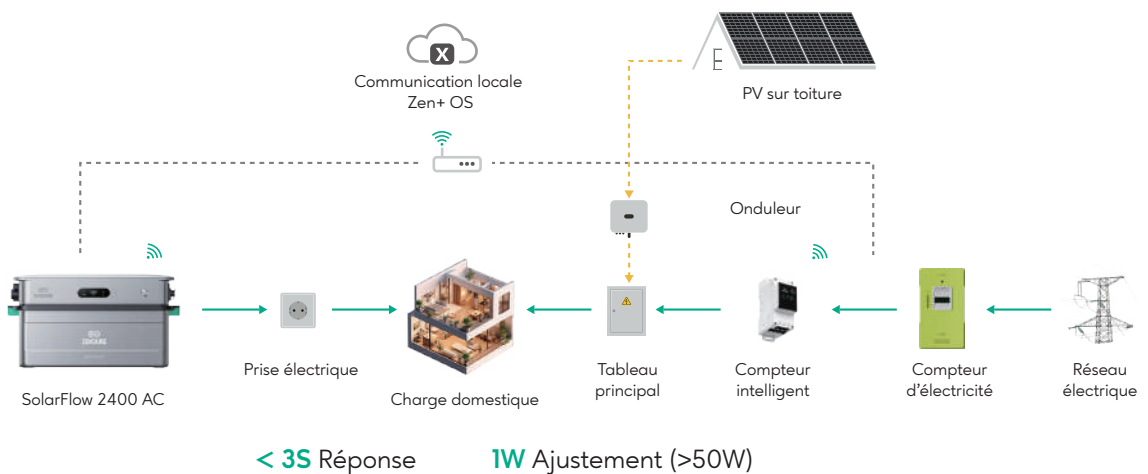 X
Communication locale
Zen+ OS
PV sur toiture
Onduleur
SolarFlow 2400 AC
Prise électrique
Charge domestique
Tableau
principal
Compteur
intelligent
Compteur
d'électricité
Réseau
électrique
< 3S Réponse
1W Ajustement (>50W)